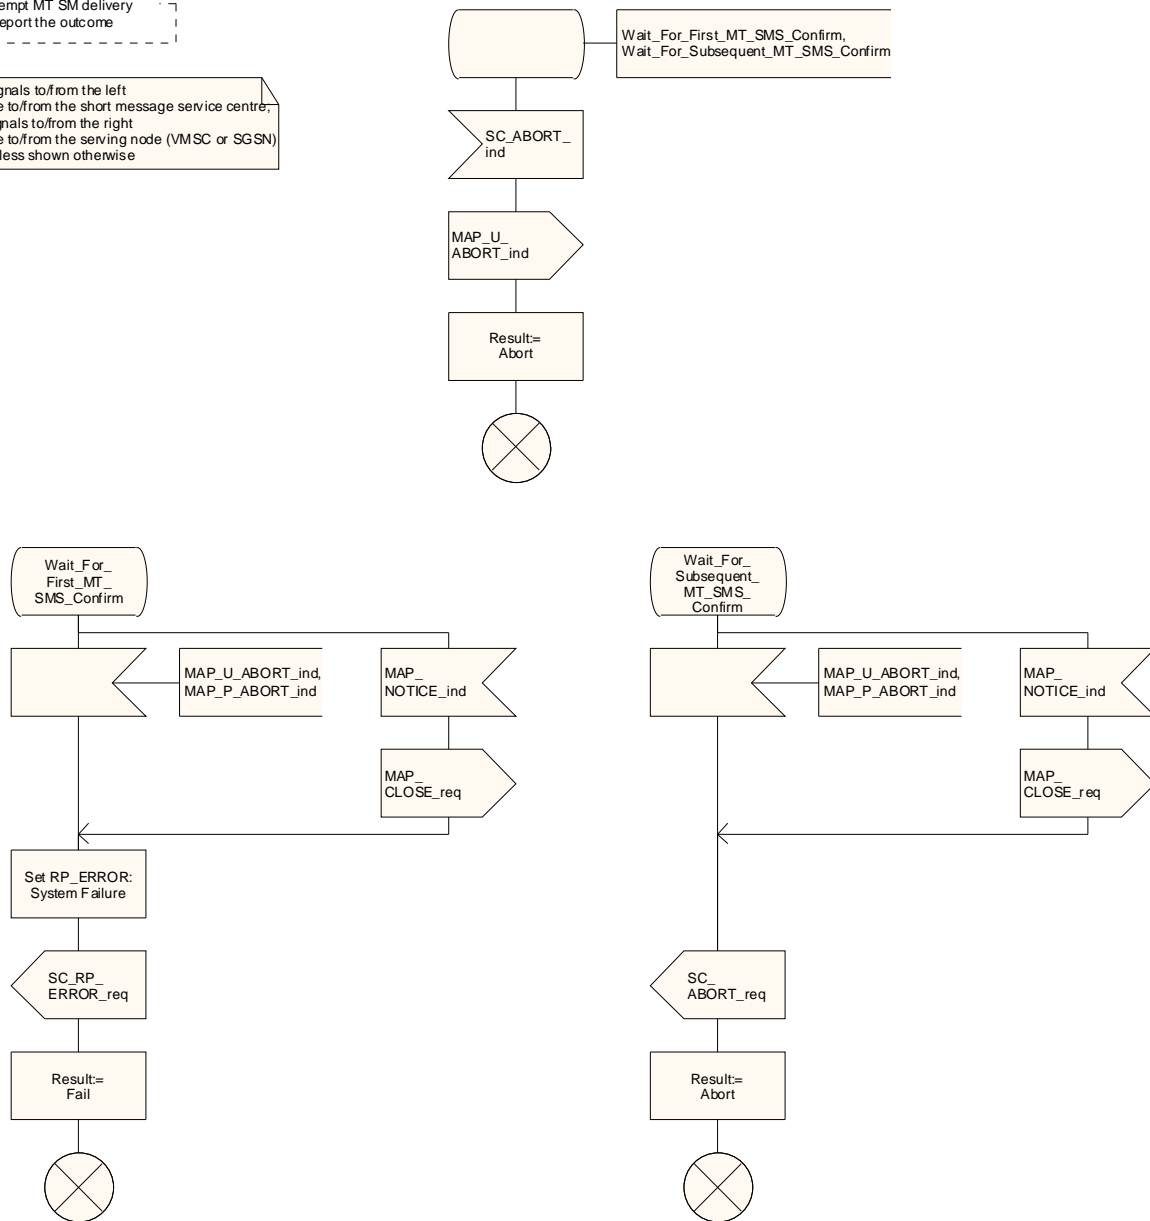 empt MT SM delivery
eport the outcome
gnals to/from the left
e to/from the short message service centre;
gnals to/from the right
e to/from the serving node (VMSC or SGSN)
less shown otherwise
Wait_For_First_MT_SMS_Confirm,
Wait_For_Subsequent_MT_SMS_Confirm
SC_ABORT_
ind
MAP_U_
ABORT_ind
Result:=
Abort
Wait_For_
First_MT_
SMS_Confirm
MAP_U_ABORT_ind,
MAP_P_ABORT_ind
MAP_
NOTICE_ind
MAP_
CLOSE_req
Set RP_ERROR:
System Failure
SC_RP_
ERROR_req
Result:=
Fail
Wait_For_
Subsequent_
MT_SMS_
Confirm
MAP_U_ABORT_ind,
MAP_P_ABORT_ind
MAP_
NOTICE_ind
MAP_
CLOSE_req
SC_
ABORT_req
Result:=
Abort